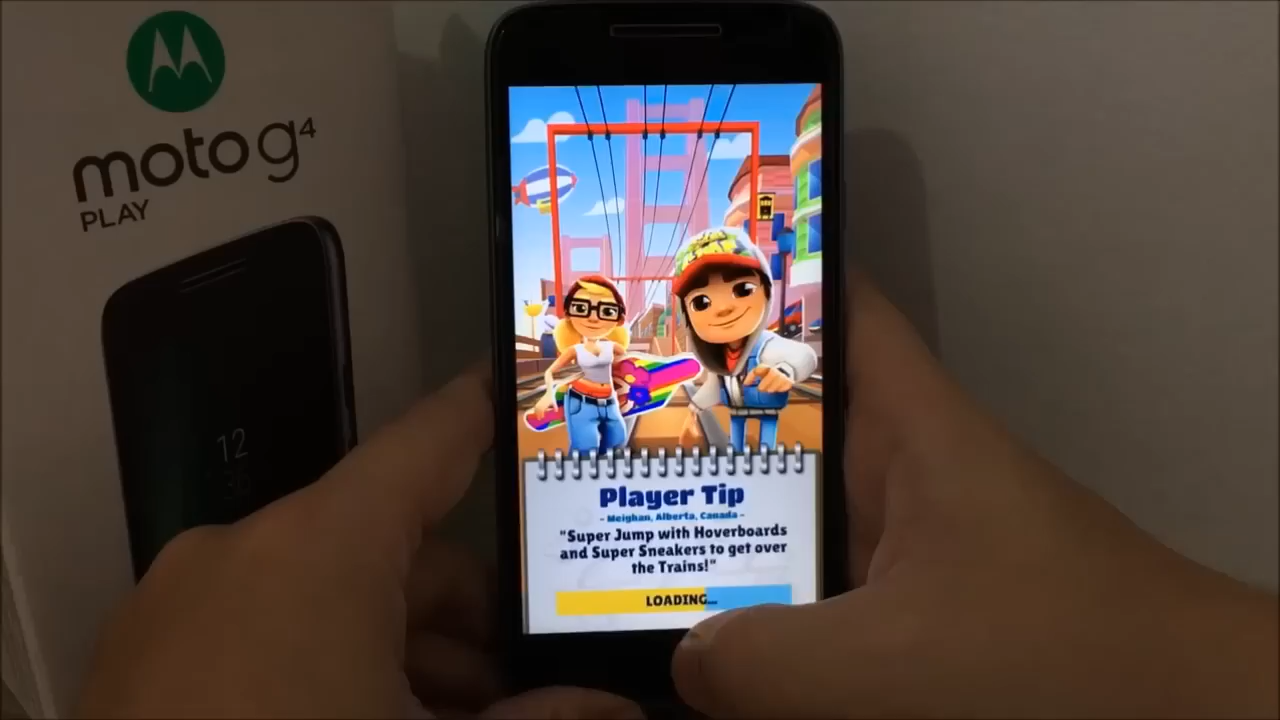 moto g⁴
PLAY
12
Player Tip
- Meighan, Alberta, Canada -
"Super Jump with Hoverboards
and Super Sneakers to get over
the Trains!"
LOADING...